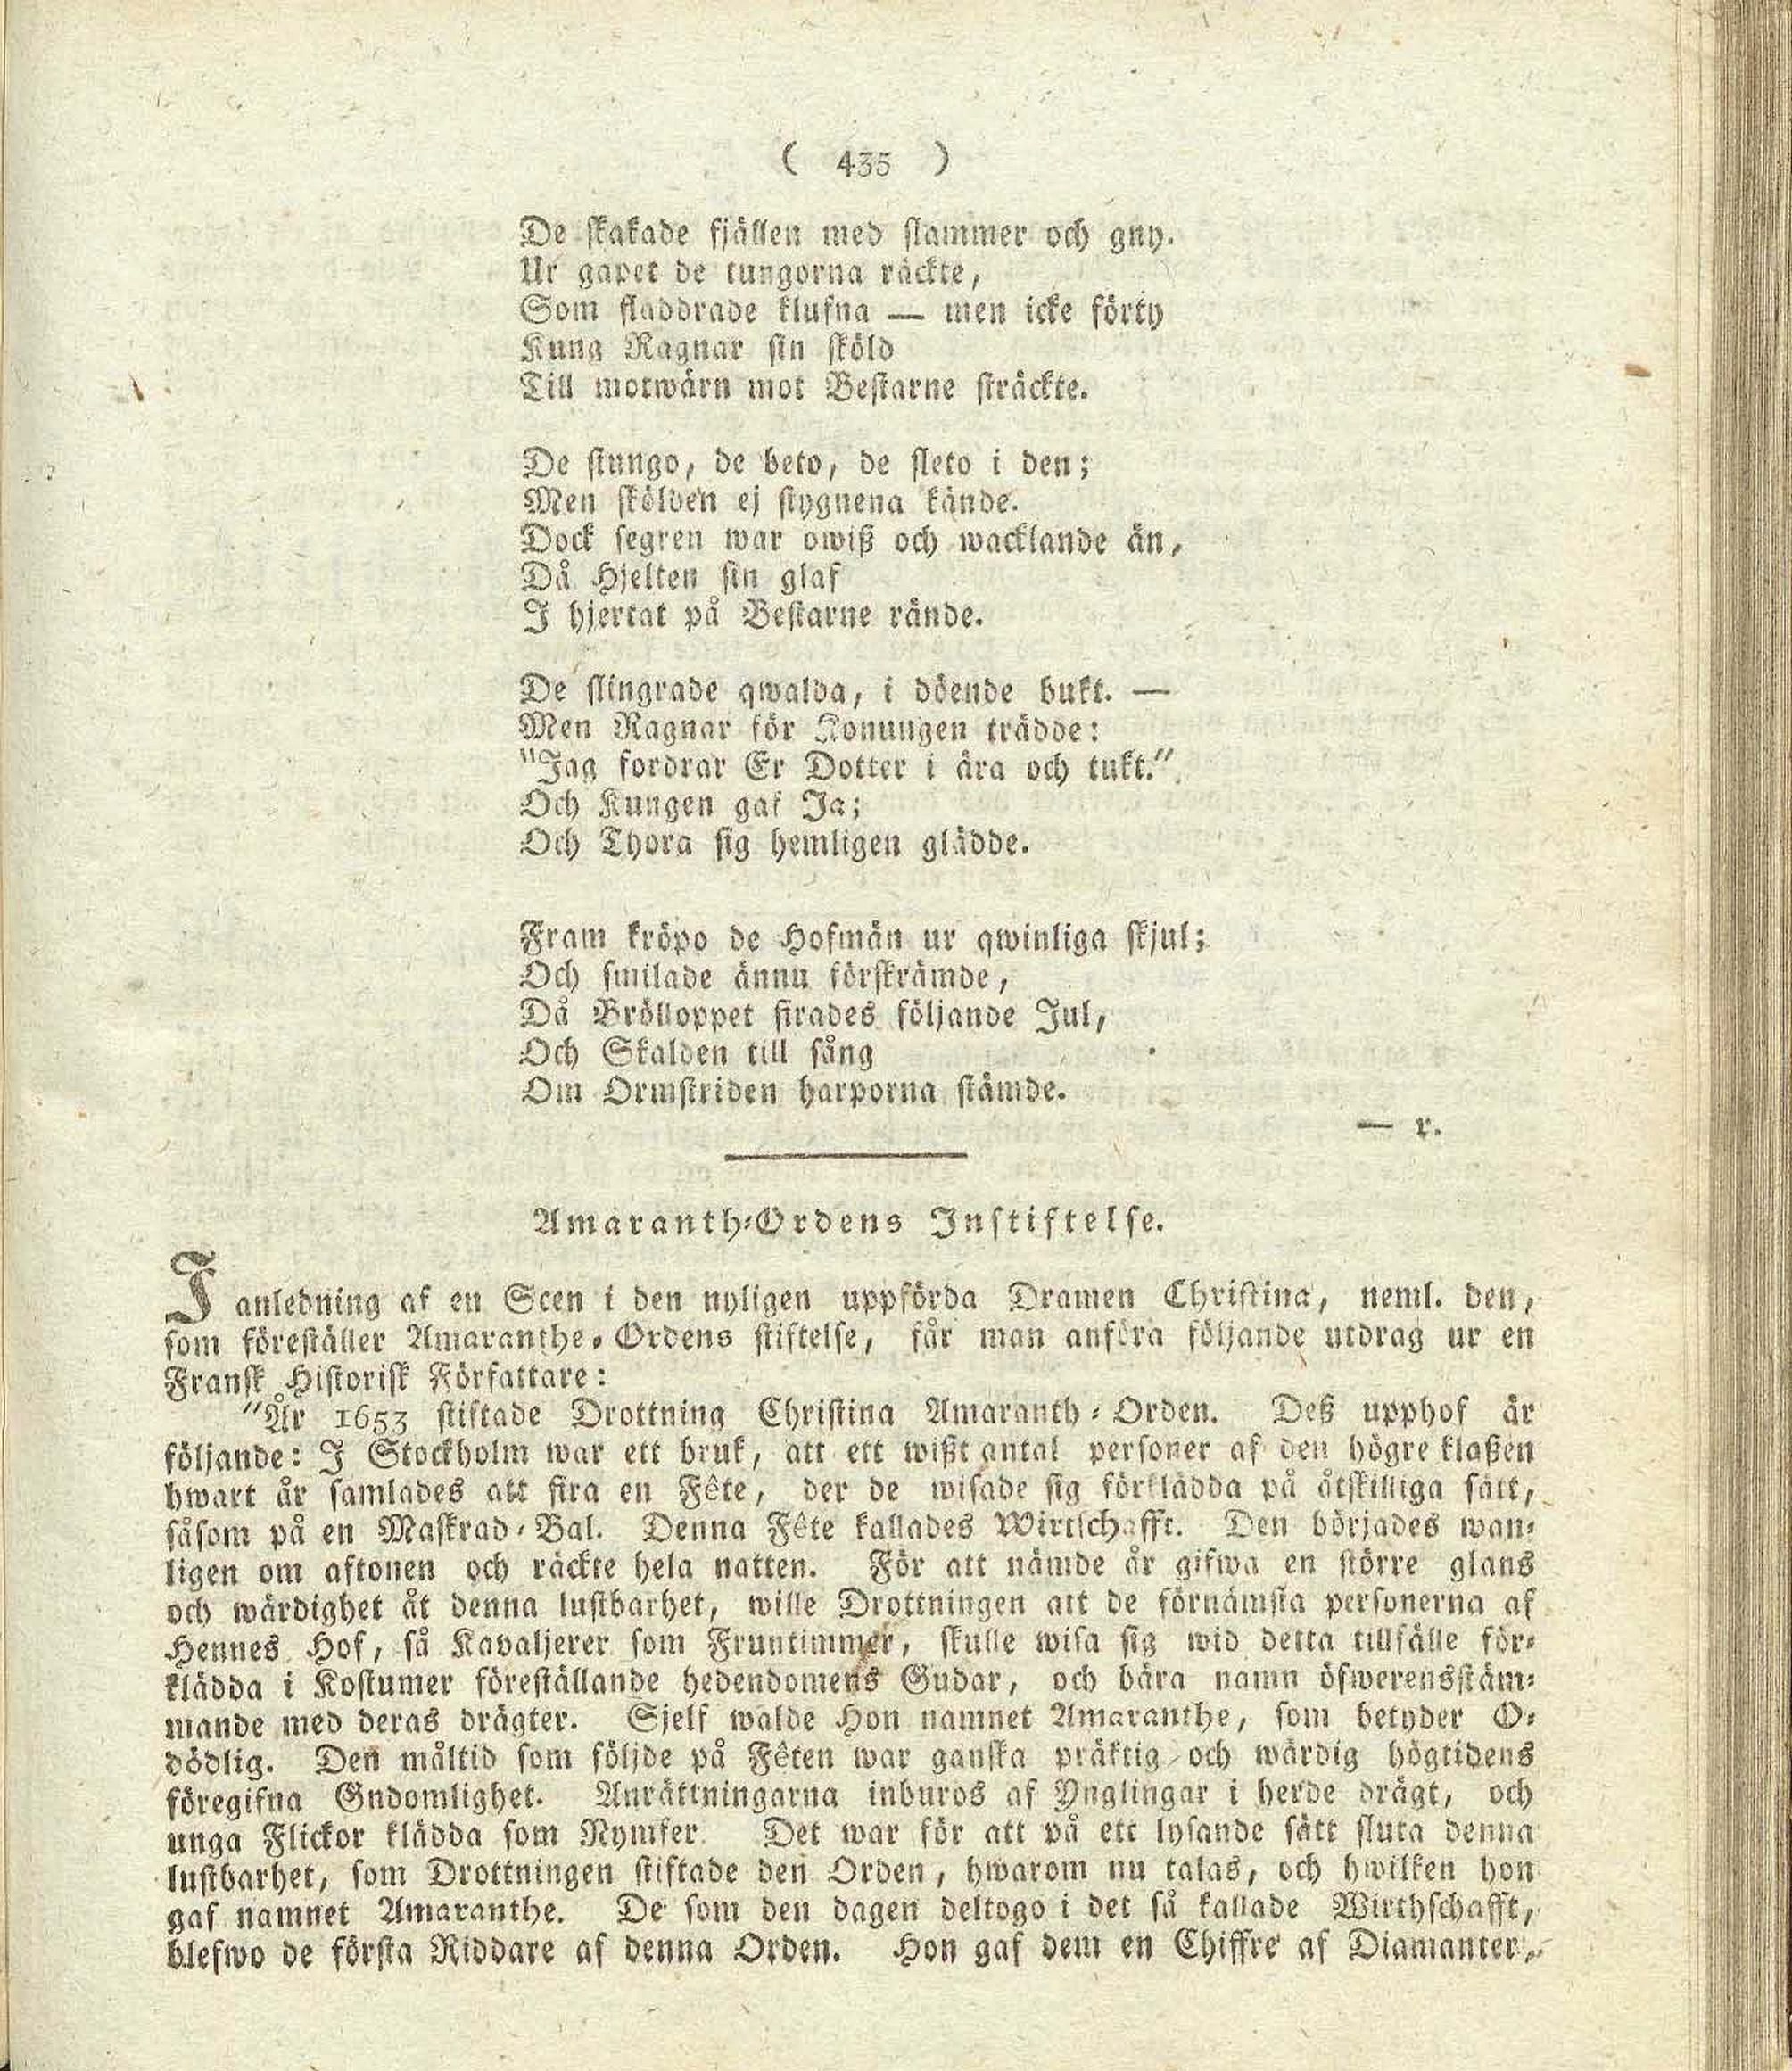 ( 435 )
De skakade fjällen med slammer och gny.
Ur gapet de tungorna räckte,
Som fladdrade klufna — men icke förty
Kung Ragnar sin sköld
Till motwärn mot Bestarne sträckte.
De stungo, de beto, de sleto i den;
Men skölden ej stygnena kände.
Dock segren war owiß och wacklande än,
Då Hjelten sin glaf
I hjertat på Bestarne rände.
De slingrade qwalda, i döende bukt. —
Men Ragnar för Konungen trädde:
"Jag fordrar Er Dotter i ära och tukt."
Och Kungen gaf Ja;
Och Thora sig hemligen glädde.
Fram kröpo de Hofmän ur qwinliga skjul;
Och smilade ännu förskrämde,
Då Brölloppet firades följande Jul,
Och Skalden till sång
Om Ormstriden harporna stämde.
— r.
Amaranth-Ordens Instiftelse.
I anledning af en Scen i den nyligen uppförda Dramen Christina, neml. den,
som föreställer Amaranthe-Ordens stiftelse, får man anföra följande utdrag ur en
Fransk Historisk Författare:
"År 1653 stiftade Drottning Christina Amaranth-Orden. Deß upphof är
följande: I Stockholm war ett bruk, att ett wißt antal personer af den högre klaßen
hwart år samlades att fira en Fête, der de wisade sig förklädda på åtskilliga sätt,
såsom på en Maskrad-Bal. Denna Fête kallades Wirtschafft. Den börjades wan-
ligen om aftonen och räckte hela natten. För att nämde år gifwa en större glans
och wärdighet åt denna lustbarhet, wille Drottningen att de förnämsta personerna af
Hennes Hof, så Kavaljerer som Fruntimmer, skulle wisa sig wid detta tillfälle för-
klädda i Kostumer föreställande hedendomens Gudar, och bära namn öfwerensstäm-
mande med deras drägter. Sjelf walde Hon namnet Amaranthe, som betyder O-
dödlig. Den måltid som följde på Fêten war ganska präktig och wärdig högtidens
föregifna Gndomlighet. Anrättningarna inburos af Ynglingar i herde drägt, och
unga Flickor klädda som Nymfer. Det war för att på ett lysande sätt sluta denna
lustbarhet, som Drottningen stiftade den Orden, hwarom nu talas, och hwilken hon
gaf namnet Amaranthe. De som den dagen deltogo i det så kallade Wirthschafft,
blefwo de första Riddare af denna Orden. Hon gaf dem en Chiffre af Diamanter,